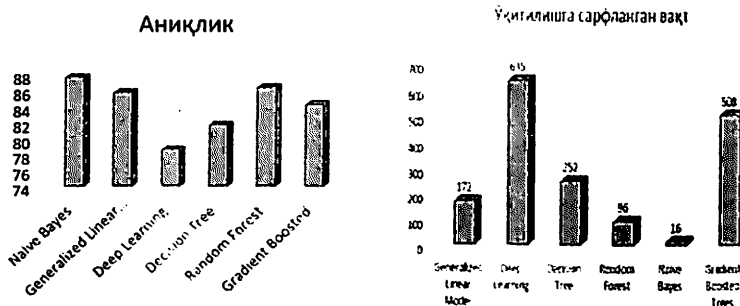 Аниқлик
88
86
84
82
80
78
76
74
Naive Bayes
Generalized Linear...
Deep Learning
Decision Tree
Random Forest
Gradient Boosted
Ўқитилишга сарфланган вақт
700
600
500
400
300
200
100
0
172
635
252
96
16
508
Generalized Linear Mode
Deep Learning
Decision Tree
Random Forest
Naive Bayes
Gradient Boosted Trees